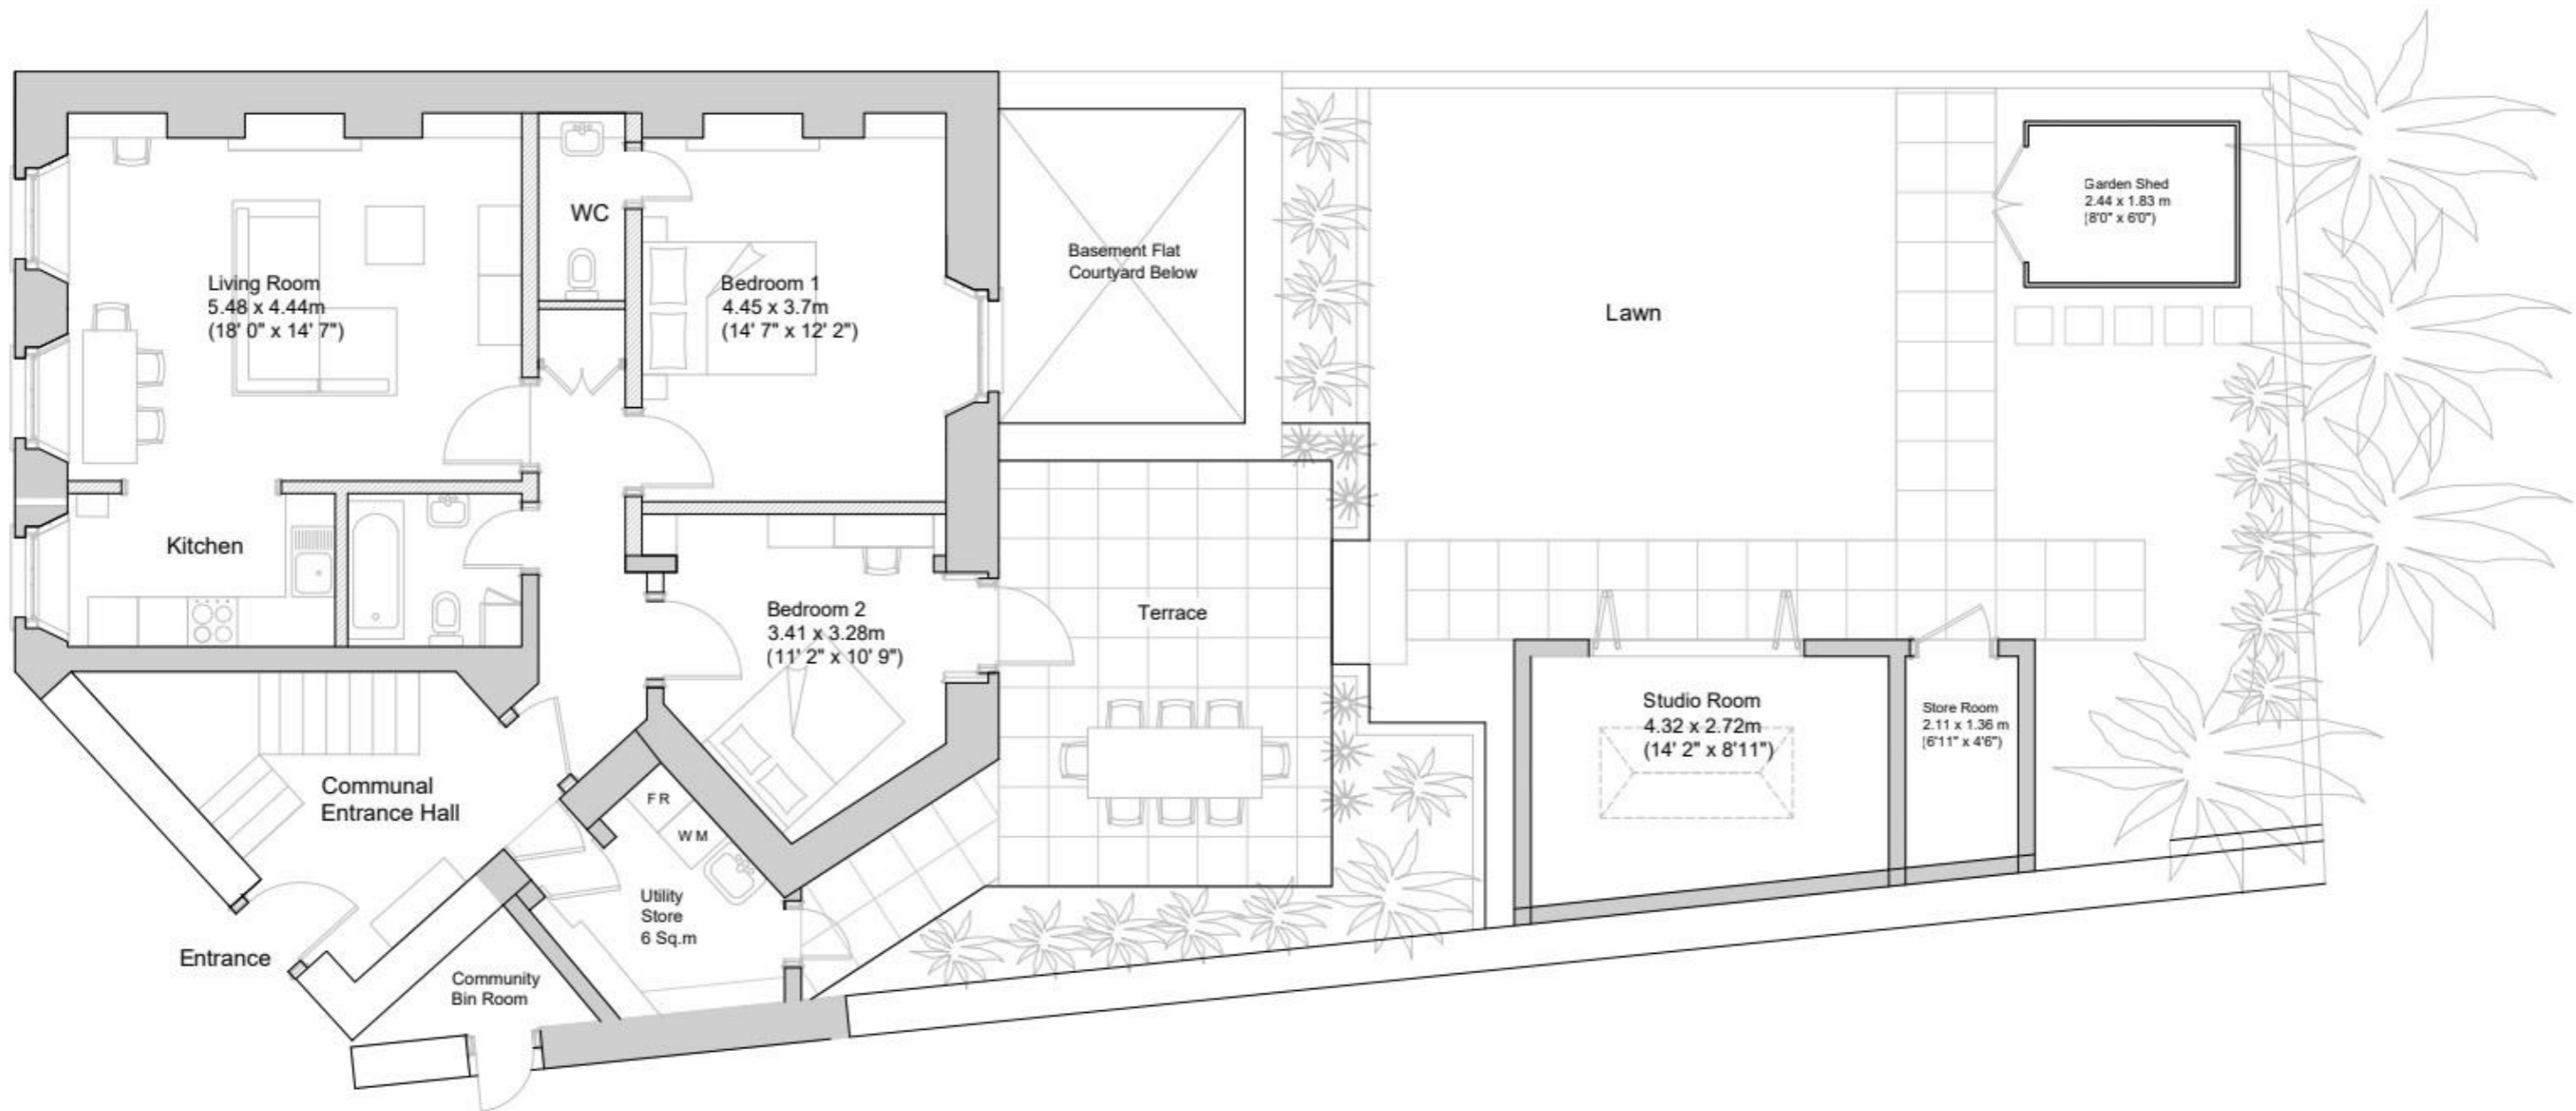 WC
Living Room
5.48 x 4.44m
(18' 0" x 14' 7")
Bedroom 1
4.45 x 3.7m
(14' 7" x 12' 2")
Basement Flat
Courtyard Below
Lawn
Garden Shed
2.44 x 1.83 m
(8'0" x 6'0")
Kitchen
Bedroom 2
3.41 x 3.28m
(11' 2" x 10' 9")
Terrace
Studio Room
4.32 x 2.72m
(14' 2" x 8'11")
Store Room
2.11 x 1.36 m
(6'11" x 4'6")
Communal
Entrance Hall
FR
WM
Utility
Store
6 Sq.m
Entrance
Community
Bin Room